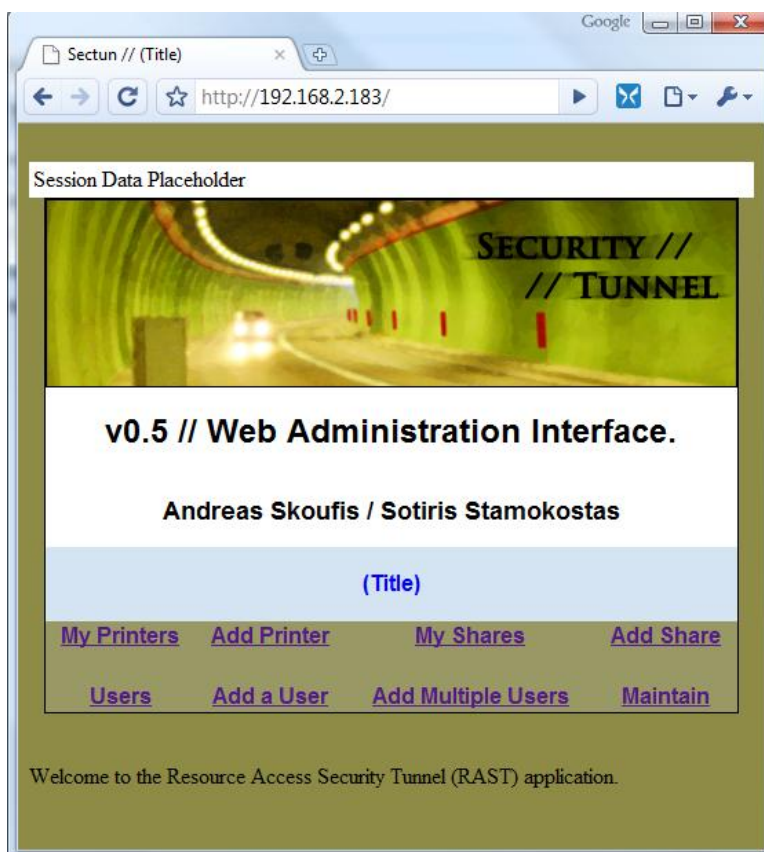 Google
Sectun // (Title)
http://192.168.2.183/
Session Data Placeholder
SECURITY //
// TUNNEL
v0.5 // Web Administration Interface.
Andreas Skoufis / Sotiris Stamokostas
(Title)
My Printers Add Printer My Shares Add Share
Users Add a User Add Multiple Users Maintain
Welcome to the Resource Access Security Tunnel (RAST) application.